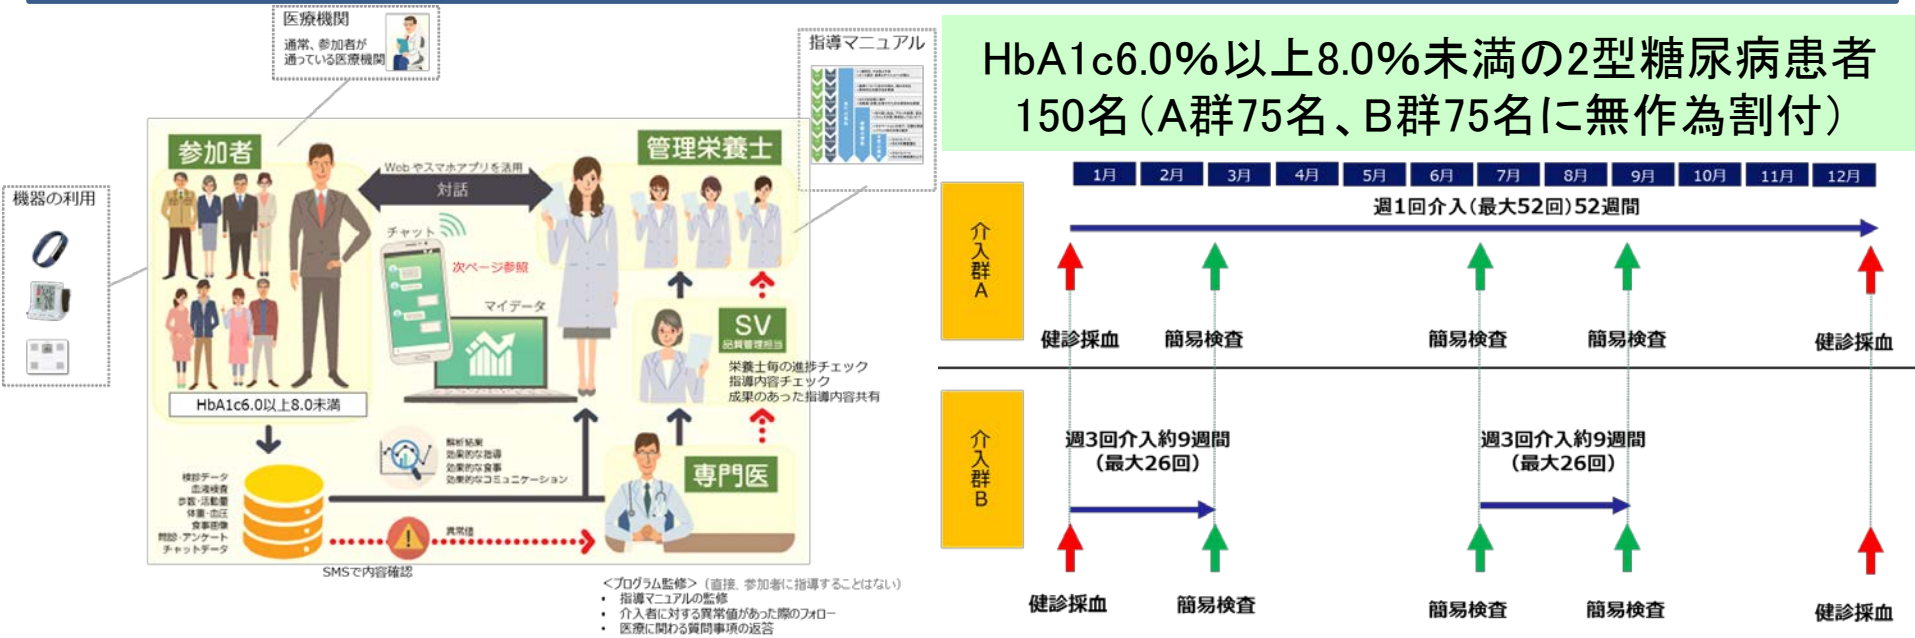 医療機関
通常、参加者が
通っている医療機関
指導マニュアル
機器の利用
参加者
管理栄養士
Webやスマホアプリを活用
対話
チャット
次ページ参照
マイデータ
SV
品質管理担当
栄養士毎の進捗チェック
指導内容チェック
成果のあった指導内容共有
HbA1c6.0以上8.0未満
解析結果
効果的な指導
効果的な食事
効果的なコミュニケーション
専門医
検診データ
血液検査
歩数・活動量
体重・血圧
食事画像
問診・アンケート
チャットデータ
異常値
SMSで内容確認
<プログラム監修>（直接、参加者に指導することはない）
• 指導マニュアルの監修
• 介入者に対する異常値があった際のフォロー
• 医療に関わる質問事項の返答
HbA1c6.0%以上8.0%未満の2型糖尿病患者
150名（A群75名、B群75名に無作為割付）
1月 2月 3月 4月 5月 6月 7月 8月 9月 10月 11月 12月
介入群A
週1回介入（最大52回）52週間
健診採血 簡易検査 簡易検査 簡易検査 健診採血
介入群B
週3回介入約9週間
（最大26回）
週3回介入約9週間
（最大26回）
健診採血 簡易検査 簡易検査 簡易検査 健診採血